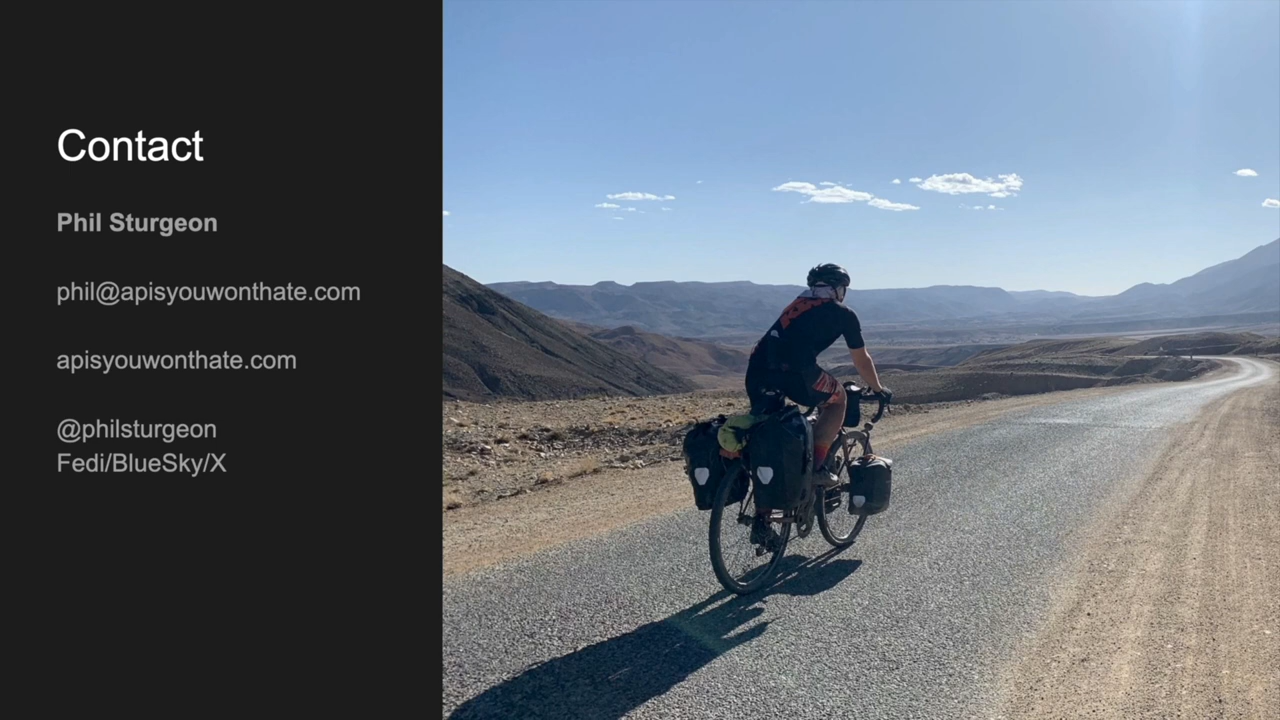 Contact
Phil Sturgeon
phil@apisyouwonthate.com
apisyouwonthate.com
@philsturgeon
Fedi/BlueSky/X